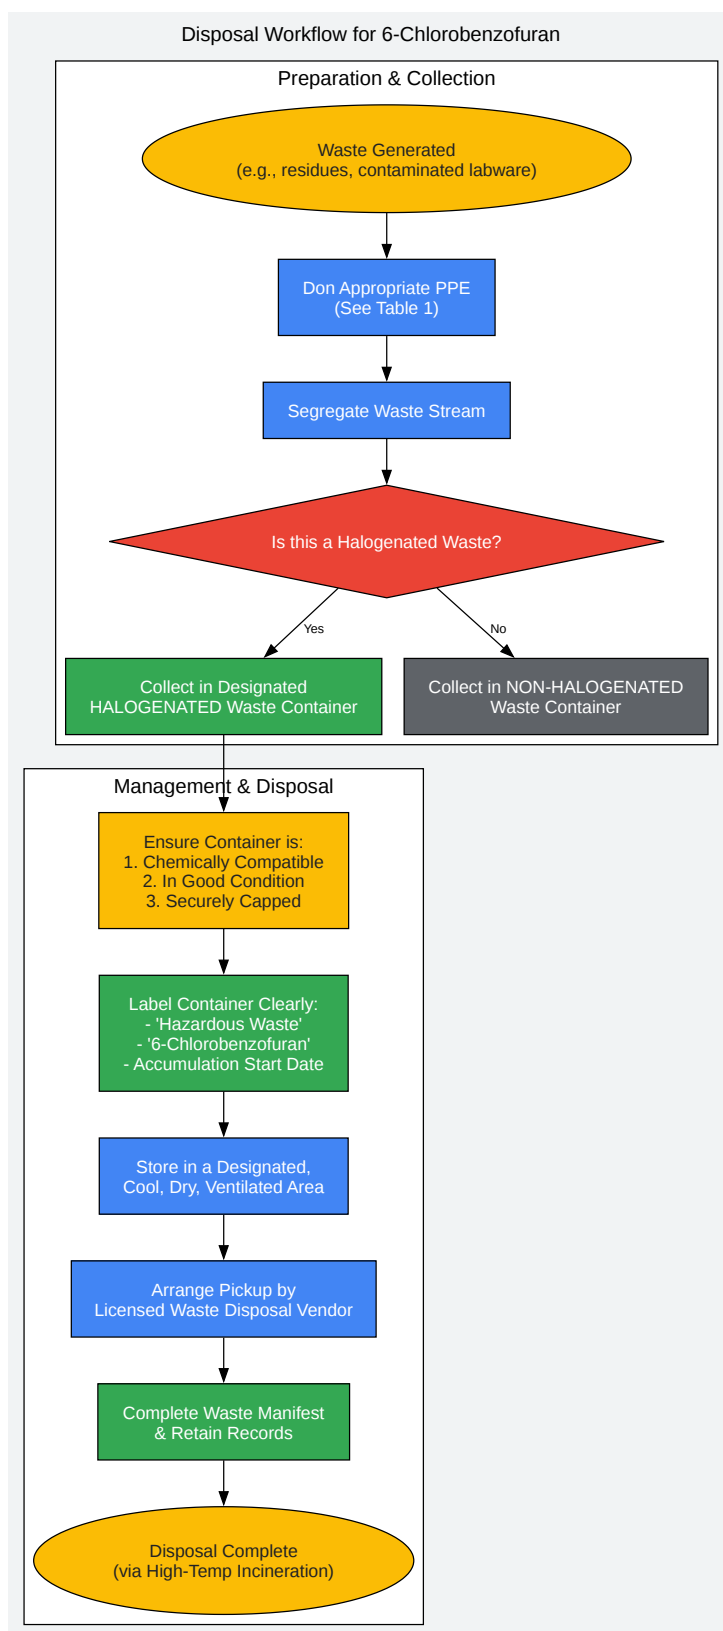 Disposal Workflow for 6-Chlorobenzofuran
Preparation & Collection
Waste Generated
(e.g., residues, contaminated labware)
Don Appropriate PPE
(See Table 1)
Segregate Waste Stream
Is this a Halogenated Waste?
Yes
No
Collect in Designated
HALOGENATED Waste Container
Collect in NON-HALOGENATED
Waste Container
Management & Disposal
Ensure Container is:
1. Chemically Compatible
2. In Good Condition
3. Securely Capped
Label Container Clearly:
- 'Hazardous Waste'
- '6-Chlorobenzofuran'
- Accumulation Start Date
Store in a Designated,
Cool, Dry, Ventilated Area
Arrange Pickup by
Licensed Waste Disposal Vendor
Complete Waste Manifest
& Retain Records
Disposal Complete
(via High-Temp Incineration)